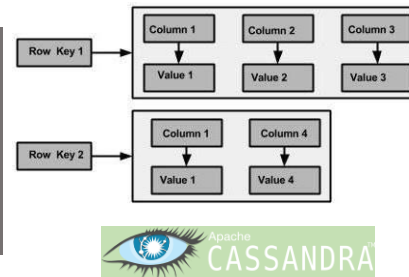 Column 1 Column 2 Column 3
Row Key 1
Value 1 Value 2 Value 3
Column 1 Column 4
Row Key 2
Value 1 Value 4
Apache
CASSANDRA